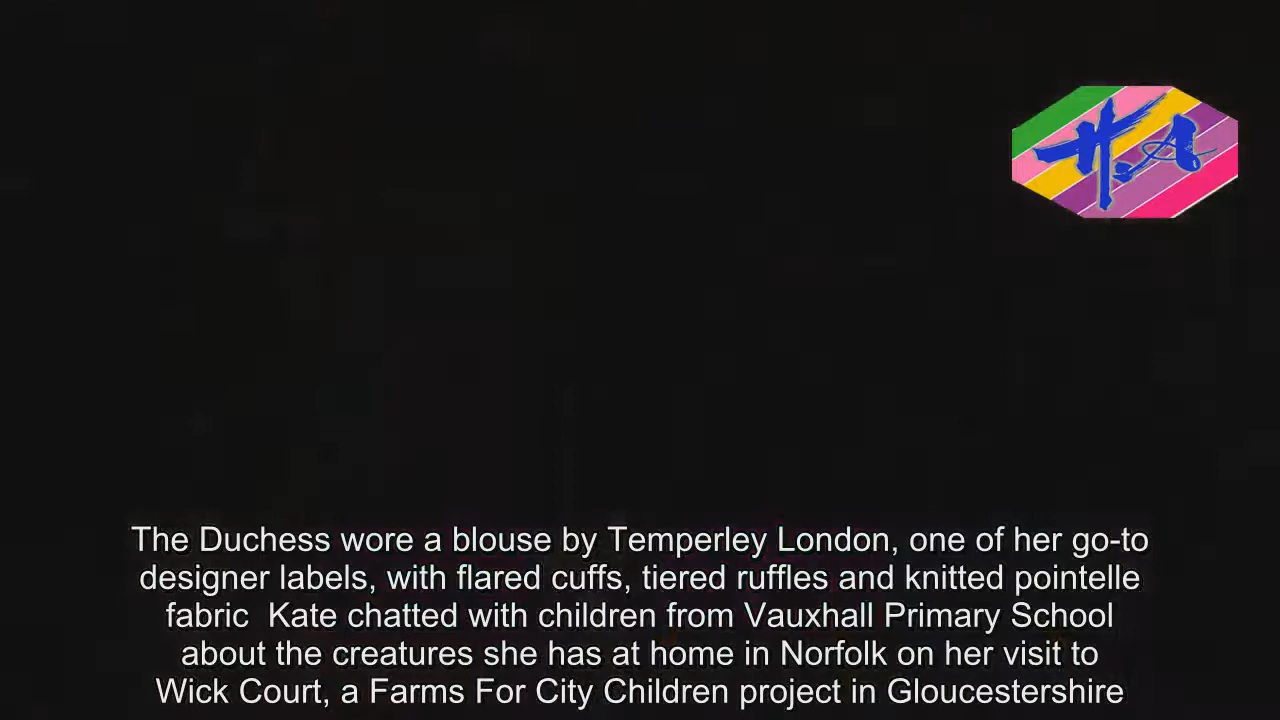 HA
The Duchess wore a blouse by Temperley London, one of her go-to
designer labels, with flared cuffs, tiered ruffles and knitted pointelle
fabric  Kate chatted with children from Vauxhall Primary School
about the creatures she has at home in Norfolk on her visit to
Wick Court, a Farms For City Children project in Gloucestershire